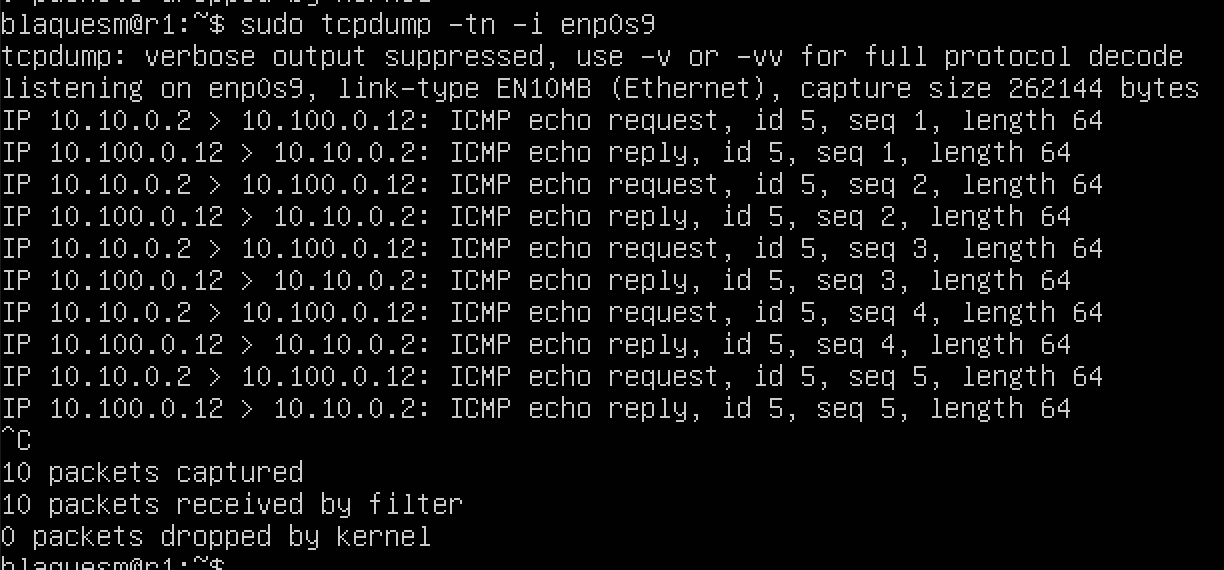 packets dropped by kernel
blaquesm@r1:~$ sudo tcpdump -tn -i enp0s9
tcpdump: verbose output suppressed, use -v or -vv for full protocol decode
listening on enp0s9, link-type EN10MB (Ethernet), capture size 262144 bytes
IP 10.10.0.2 > 10.100.0.12: ICMP echo request, id 5, seq 1, length 64
IP 10.100.0.12 > 10.10.0.2: ICMP echo reply, id 5, seq 1, length 64
IP 10.10.0.2 > 10.100.0.12: ICMP echo request, id 5, seq 2, length 64
IP 10.100.0.12 > 10.10.0.2: ICMP echo reply, id 5, seq 2, length 64
IP 10.10.0.2 > 10.100.0.12: ICMP echo request, id 5, seq 3, length 64
IP 10.100.0.12 > 10.10.0.2: ICMP echo reply, id 5, seq 3, length 64
IP 10.10.0.2 > 10.100.0.12: ICMP echo request, id 5, seq 4, length 64
IP 10.100.0.12 > 10.10.0.2: ICMP echo reply, id 5, seq 4, length 64
IP 10.10.0.2 > 10.100.0.12: ICMP echo request, id 5, seq 5, length 64
IP 10.100.0.12 > 10.10.0.2: ICMP echo reply, id 5, seq 5, length 64
^C
10 packets captured
10 packets received by filter
0 packets dropped by kernel
blaquesm@r1:~$